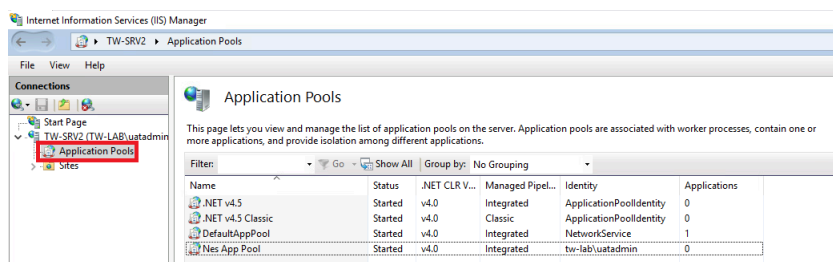 Internet Information Services (IIS) Manager
TW-SRV2 Application Pools
File View Help
Connections
Start Page
TW-SRV2 (TW-LAB\uatadmin
Application Pools
Sites
Application Pools
This page lets you view and manage the list of application pools on the server. Application pools are associated with worker processes, contain one or
more applications, and provide isolation among different applications.
Filter: Go Show All Group by: No Grouping
Name Status .NET CLR V... Managed Pipel... Identity Applications
.NET v4.5 Started v4.0 Integrated ApplicationPoolIdentity 0
.NET v4.5 Classic Started v4.0 Classic ApplicationPoolIdentity 0
DefaultAppPool Started v4.0 Integrated NetworkService 1
Nes App Pool Started v4.0 Integrated tw-lab\uatadmin 0